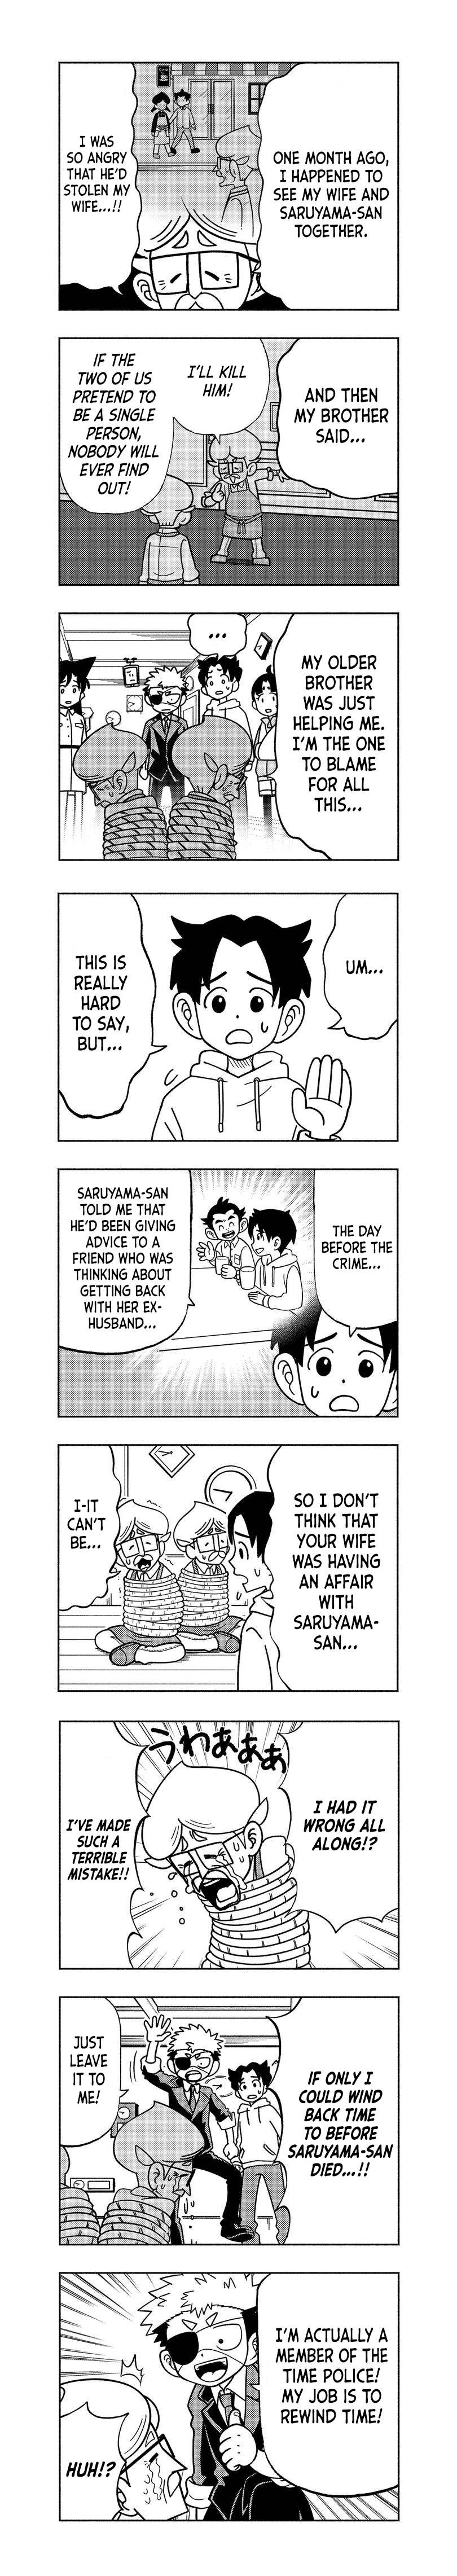 ONE MONTH AGO,
I HAPPENED TO
SEE MY WIFE AND
SARUYAMA-SAN
TOGETHER.
I WAS
SO ANGRY
THAT HE'D
STOLEN MY
WIFE...!!
AND THEN
MY BROTHER
SAID...
I'LL KILL
HIM!
IF THE
TWO OF US
PRETEND TO
BE A SINGLE
PERSON,
NOBODY WILL
EVER FIND
OUT!
MY OLDER
BROTHER
WAS JUST
HELPING ME.
I'M THE ONE
TO BLAME
FOR ALL
THIS...
...
UM...
THIS IS
REALLY
HARD
TO SAY,
BUT...
THE DAY
BEFORE THE
CRIME...
SARUYAMA-SAN
TOLD ME THAT
HE'D BEEN GIVING
ADVICE TO A
FRIEND WHO WAS
THINKING ABOUT
GETTING BACK
WITH HER EX-
HUSBAND...
SO I DON'T
THINK THAT
YOUR WIFE
WAS HAVING
AN AFFAIR
WITH
SARUYAMA-
SAN...
I-IT
CAN'T
BE...
うわぁぁぁ
I HAD IT
WRONG ALL
ALONG!?
I'VE MADE
SUCH A
TERRIBLE
MISTAKE!!
IF ONLY I
COULD WIND
BACK TIME
TO BEFORE
SARUYAMA-SAN
DIED...!!
JUST
LEAVE
IT TO
ME!
I'M ACTUALLY A
MEMBER OF THE
TIME POLICE!
MY JOB IS TO
REWIND TIME!
HUH!?